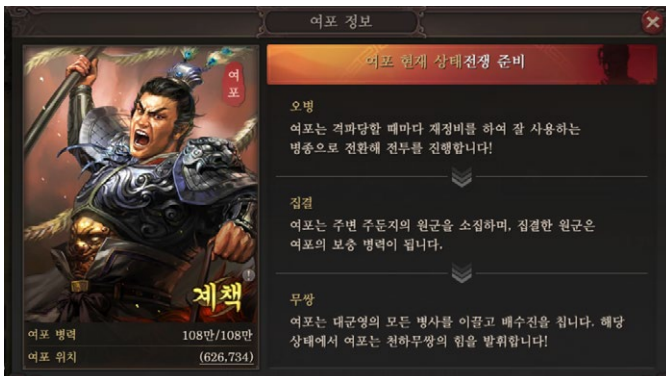 여포 정보
여포
계책
여포 병력 108만/108만
여포 위치 (626,734)
여포 현재 상태전쟁 준비
오병
여포는 격파당할 때마다 재정비를 하여 잘 사용하는
병종으로 전환해 전투를 진행합니다!
집결
여포는 주변 주둔지의 원군을 소집하며, 집결한 원군은
여포의 보충 병력이 됩니다.
무쌍
여포는 대군영의 모든 병사를 이끌고 배수진을 칩니다. 해당
상태에서 여포는 천하무쌍의 힘을 발휘합니다!